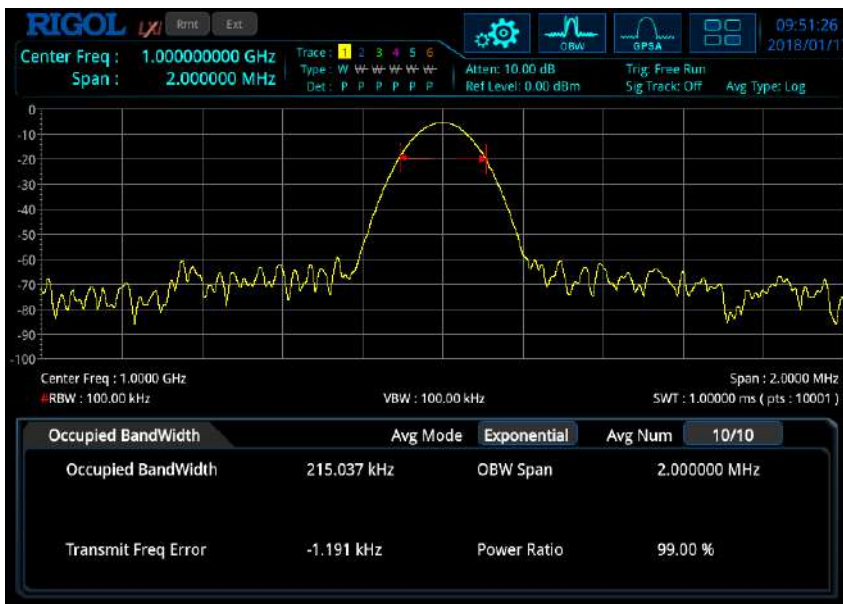 RIGOL LXI Rmt Ext
OBW GPSA 09:51:26
2018/01/1
Center Freq : 1.000000000 GHz
Span : 2.000000 MHz
Trace : 1 2 3 4 5 6
Type : W W W W W W
Det : P P P P P P
Atten: 10.00 dB Trig: Free Run
Ref Level: 0.00 dBm Sig Track: Off Avg Type: Log
0
-10
-20
-30
-40
-50
-60
-70
-80
-90
-100
Center Freq : 1.0000 GHz Span : 2.0000 MHz
#RBW : 100.00 kHz VBW : 100.00 kHz SWT : 1.00000 ms ( pts : 10001 )
Occupied BandWidth Avg Mode Exponential Avg Num 10/10
Occupied BandWidth 215.037 kHz OBW Span 2.000000 MHz
Transmit Freq Error -1.191 kHz Power Ratio 99.00 %